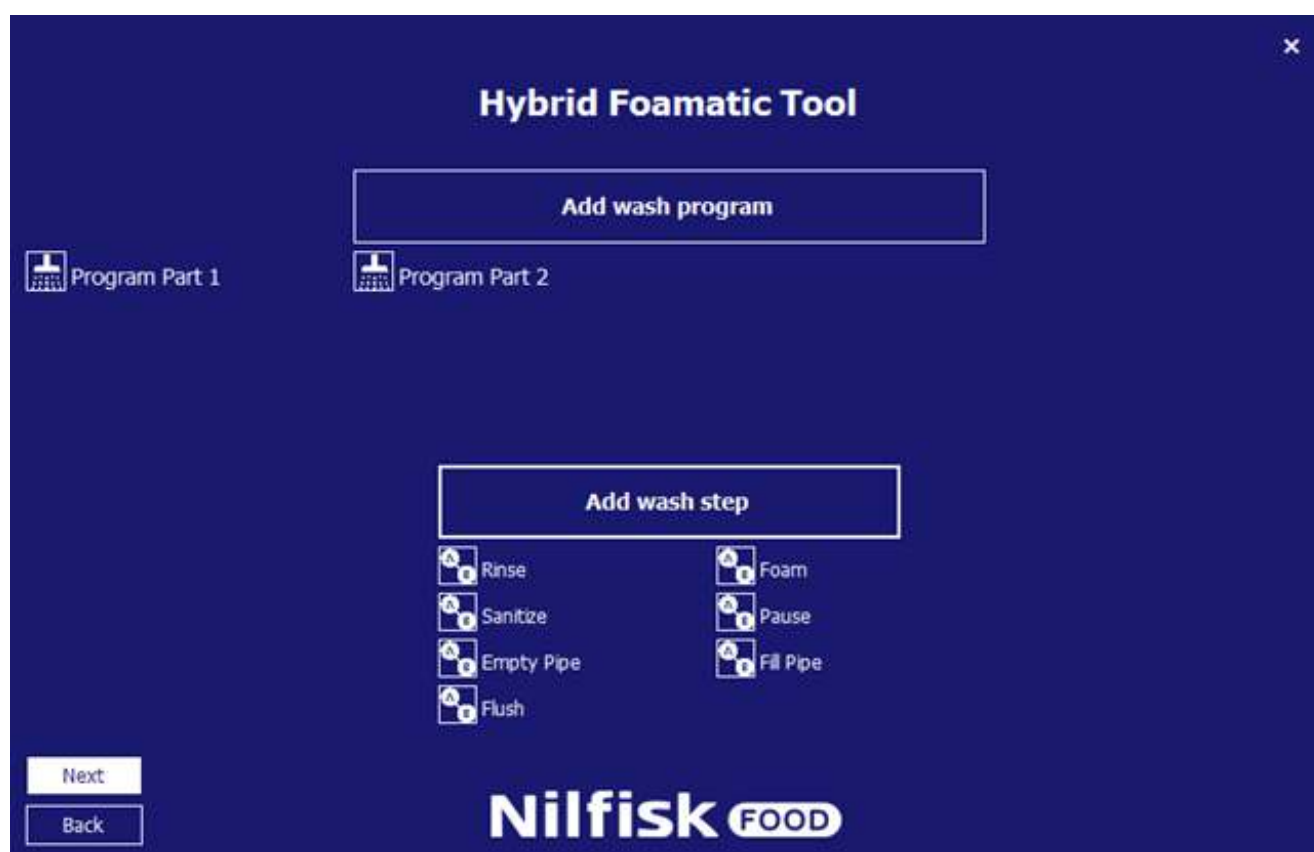 ×
Hybrid Foamatic Tool
Add wash program
Program Part 1
Program Part 2
Add wash step
Rinse
Foam
Sanitize
Pause
Empty Pipe
Fill Pipe
Flush
Next
Back
Nilfisk FOOD